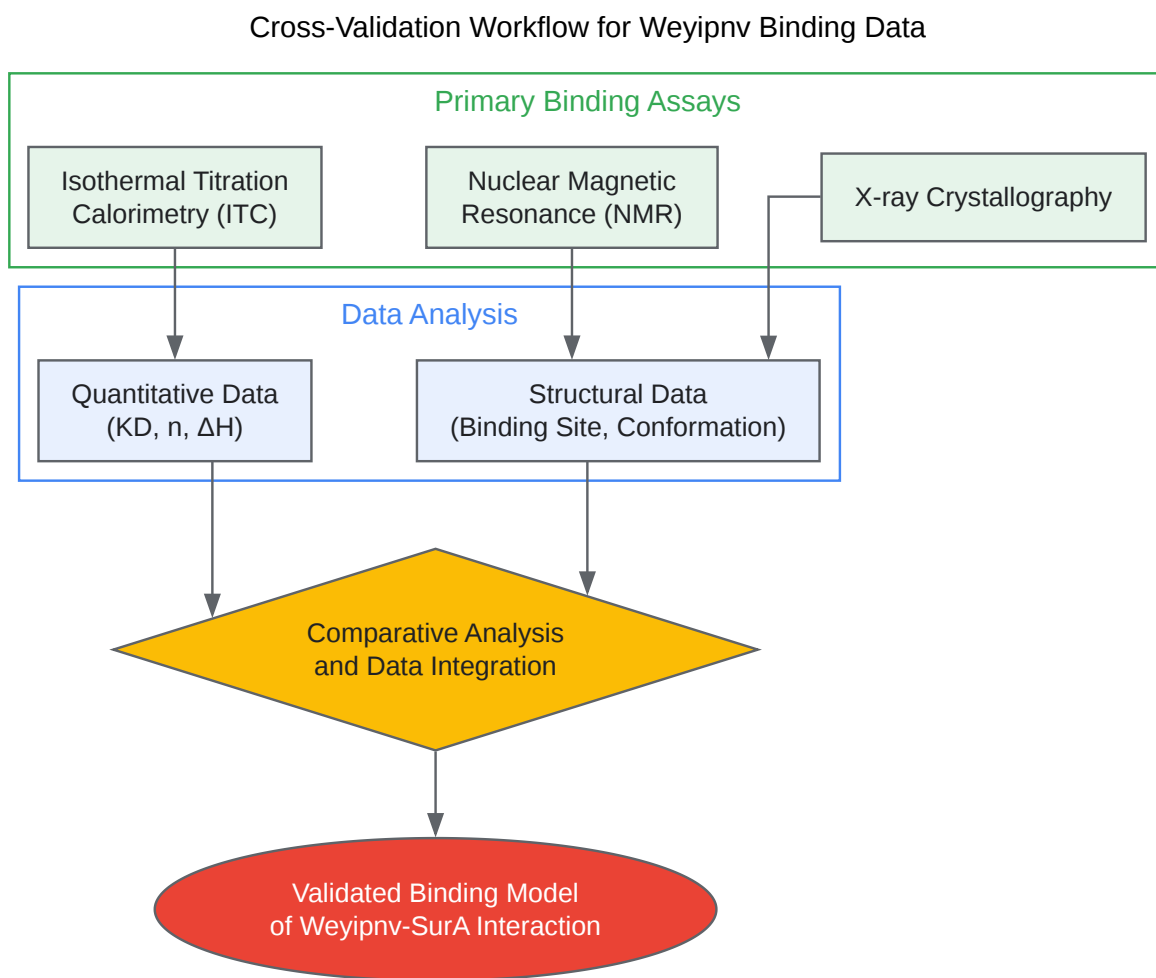 Cross-Validation Workflow for Weyipnv Binding Data
Primary Binding Assays
Isothermal Titration
Calorimetry (ITC)
Nuclear Magnetic
Resonance (NMR)
X-ray Crystallography
Data Analysis
Quantitative Data
(KD, n, ΔH)
Structural Data
(Binding Site, Conformation)
Comparative Analysis
and Data Integration
Validated Binding Model
of Weyipnv-SurA Interaction